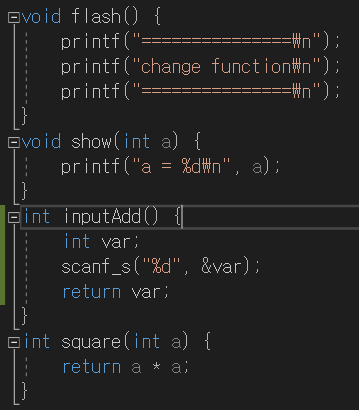 void flash() {
printf("===============₩n");
printf("change function₩n");
printf("===============₩n");
}
void show(int a) {
printf("a = %d₩n", a);
}
int inputAdd() {
int var;
scanf_s("%d", &var);
return var;
}
int square(int a) {
return a * a;
}